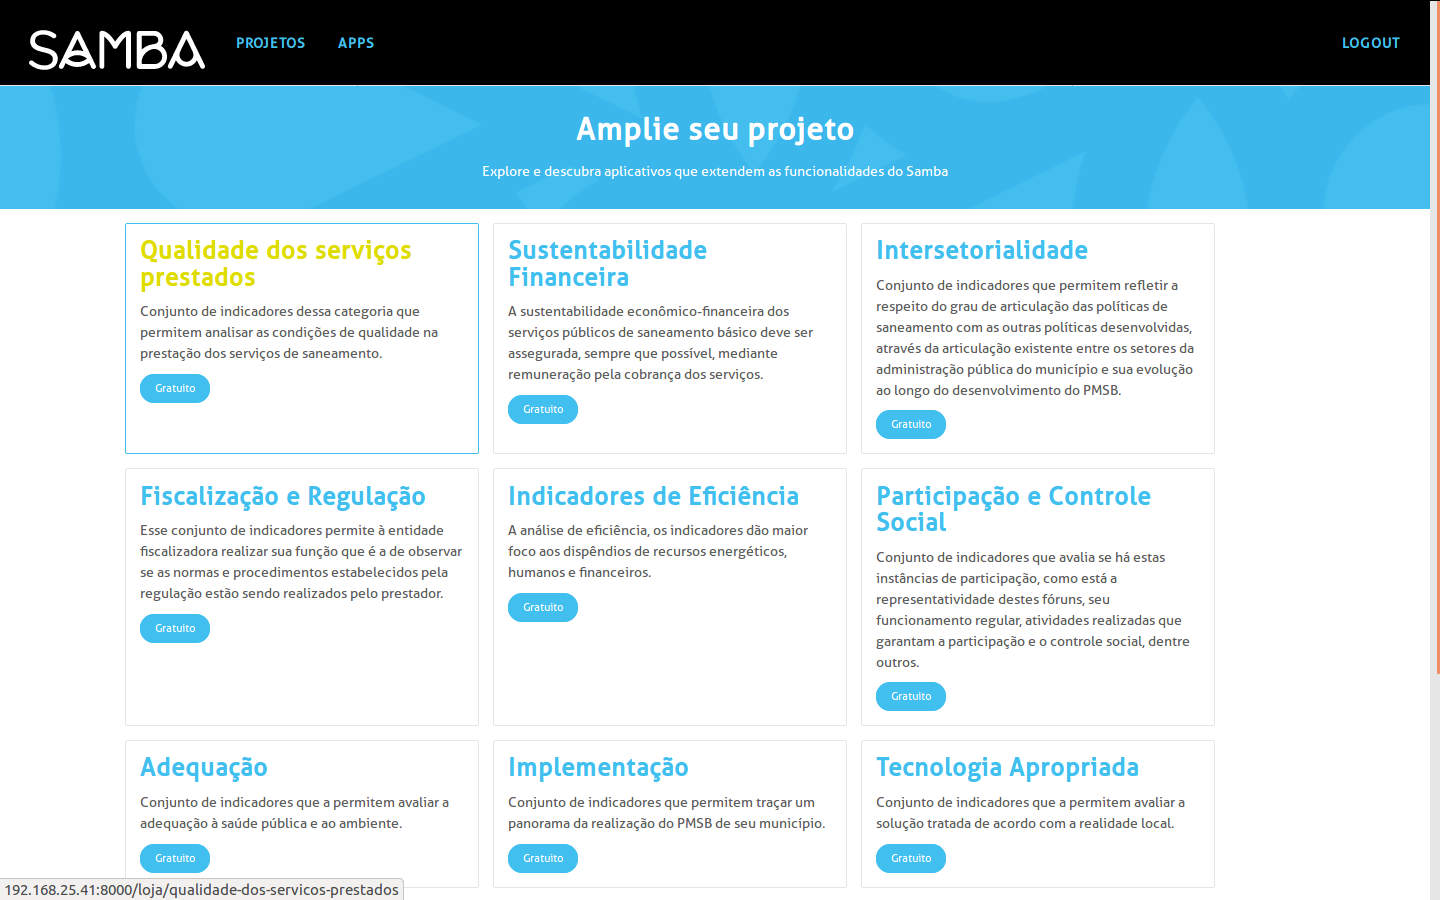 SAMBA
PROJETOS
APPS
LOGOUT
Amplie seu projeto
Explore e descubra aplicativos que extendem as funcionalidades do Samba
Qualidade dos serviços
prestados
Conjunto de indicadores dessa categoria que
permitem analisar as condições de qualidade na
prestação dos serviços de saneamento.
Gratuito
Sustentabilidade
Financeira
A sustentabilidade econômico-financeira dos
serviços públicos de saneamento básico deve ser
assegurada, sempre que possível, mediante
remuneração pela cobrança dos serviços.
Gratuito
Intersetorialidade
Conjunto de indicadores que permitem refletir a
respeito do grau de articulação das políticas de
saneamento com as outras políticas desenvolvidas,
através da articulação existente entre os setores da
administração pública do município e sua evolução
ao longo do desenvolvimento do PMSB.
Gratuito
Fiscalização e Regulação
Esse conjunto de indicadores permite à entidade
fiscalizadora realizar sua função que é a de observar
se as normas e procedimentos estabelecidos pela
regulação estão sendo realizados pelo prestador.
Gratuito
Indicadores de Eficiência
A análise de eficiência, os indicadores dão maior
foco aos dispêndios de recursos energéticos,
humanos e financeiros.
Gratuito
Participação e Controle
Social
Conjunto de indicadores que avalia se há estas
instâncias de participação, como está a
representatividade destes fóruns, seu
funcionamento regular, atividades realizadas que
garantam a participação e o controle social, dentre
outros.
Gratuito
Adequação
Conjunto de indicadores que a permitem avaliar a
adequação à saúde pública e ao ambiente.
Gratuito
Implementação
Conjunto de indicadores que permitem traçar um
panorama da realização do PMSB de seu município.
Gratuito
Tecnologia Apropriada
Conjunto de indicadores que a permitem avaliar a
solução tratada de acordo com a realidade local.
Gratuito
192.168.25.41:8000/loja/qualidade-dos-servicos-prestados